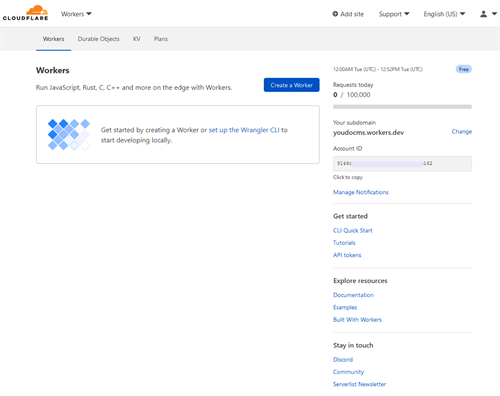 CLOUDFLARE
Workers
Add site
Support
English (US)
Workers
Durable Objects
KV
Plans
Workers
Run JavaScript, Rust, C, C++ and more on the edge with Workers.
Create a Worker
Get started by creating a Worker or set up the Wrangler CLI to
start developing locally.
12:00AM Tue (UTC) - 12:52PM Tue (UTC)
Free
Requests today
0 / 100,000
Your subdomain
youdocms.workers.dev
Change
Account ID
Click to copy
Manage Notifications
Get started
CLI Quick Start
Tutorials
API tokens
Explore resources
Documentation
Examples
Built With Workers
Stay in touch
Discord
Community
Serverlist Newsletter